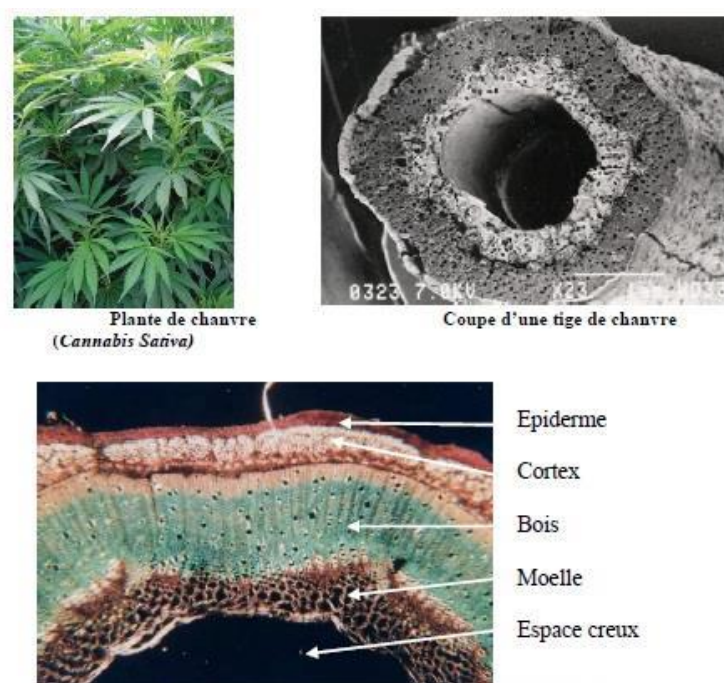 0323 7.0KV X23
Plante de chanvre
(Cannabis Sativa)
Coupe d'une tige de chanvre
Epiderme
Cortex
Bois
Moelle
Espace creux